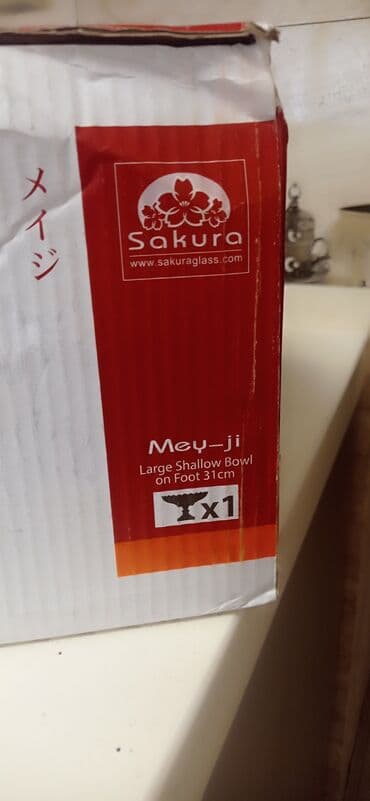 メイジ
Sakura
www.sakuraglass.com
Mey-ji
Large Shallow Bowl
on Foot 31cm
x1